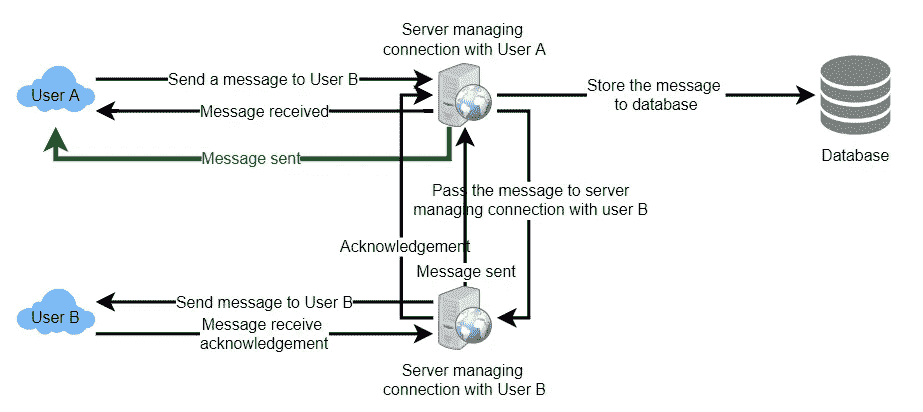 Server managing
connection with User A
User A
Send a message to User B
Message received
Message sent
Store the message
to database
Database
Pass the message to server
managing connection with user B
Acknowledgement
Message sent
User B
Send message to User B
Message receive
acknowledgement
Server managing
connection with User B